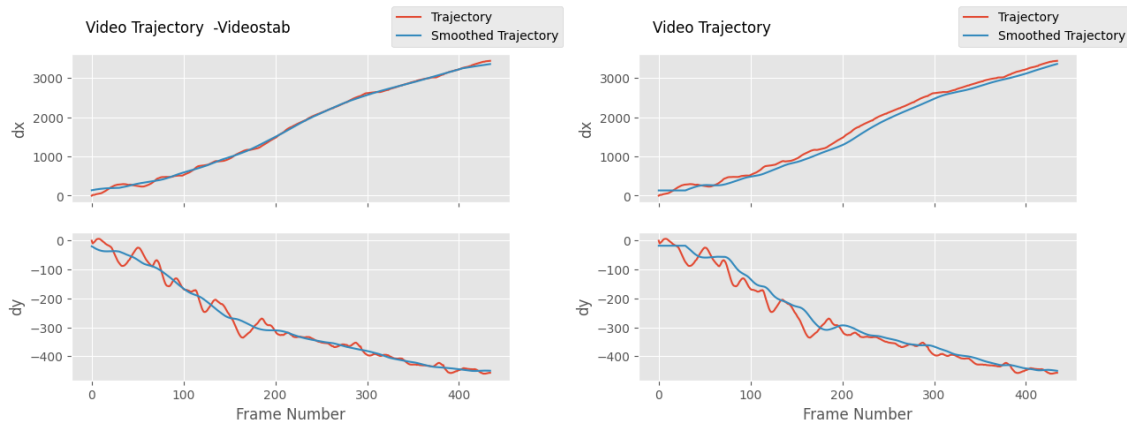 Video Trajectory  -Videostab
Trajectory
Smoothed Trajectory
3000
2000
1000
0
dx
0
−100
−200
−300
−400
dy
0
100
200
300
400
Frame Number
Video Trajectory
Trajectory
Smoothed Trajectory
3000
2000
1000
0
dx
0
−100
−200
−300
−400
dy
0
100
200
300
400
Frame Number